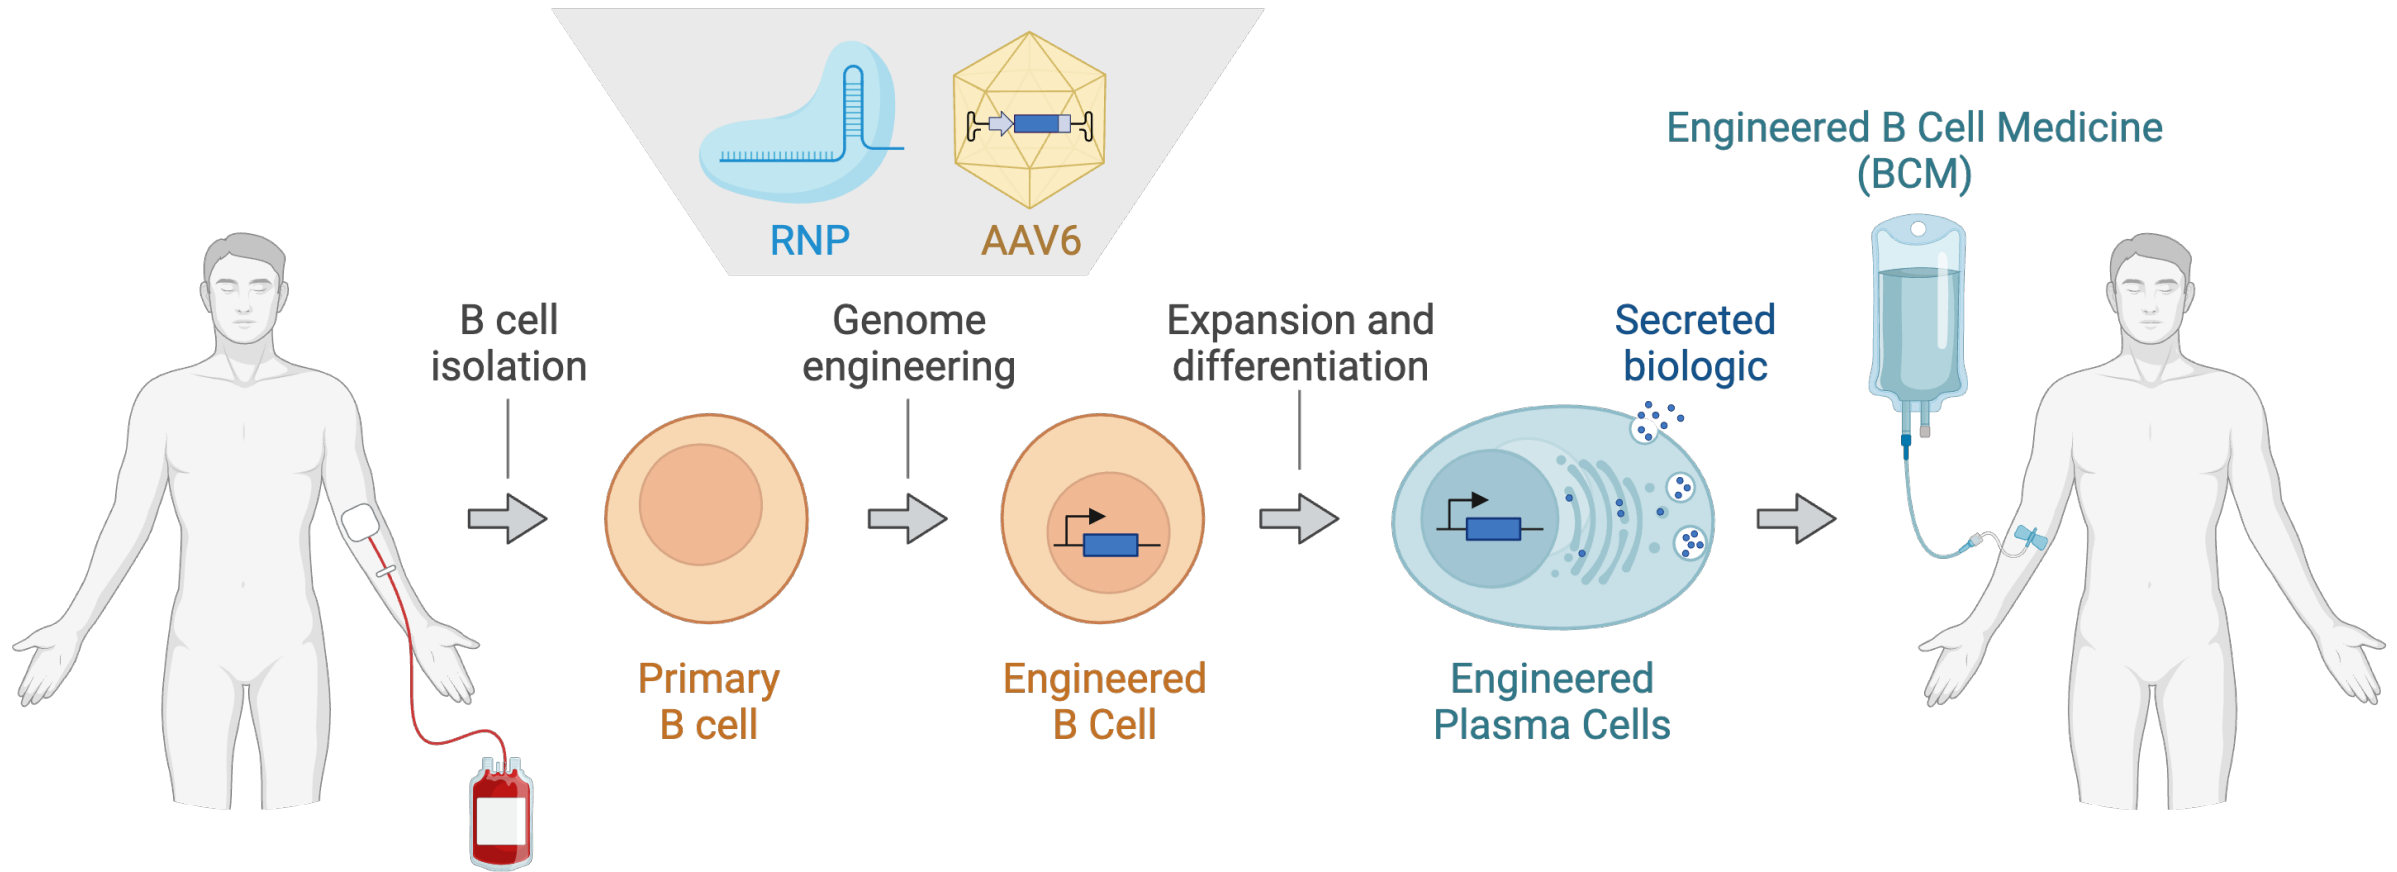 RNP
AAV6
Engineered B Cell Medicine
(BCM)
B cell
isolation
Genome
engineering
Expansion and
differentiation
Secreted
biologic
Primary
B cell
Engineered
B Cell
Engineered
Plasma Cells